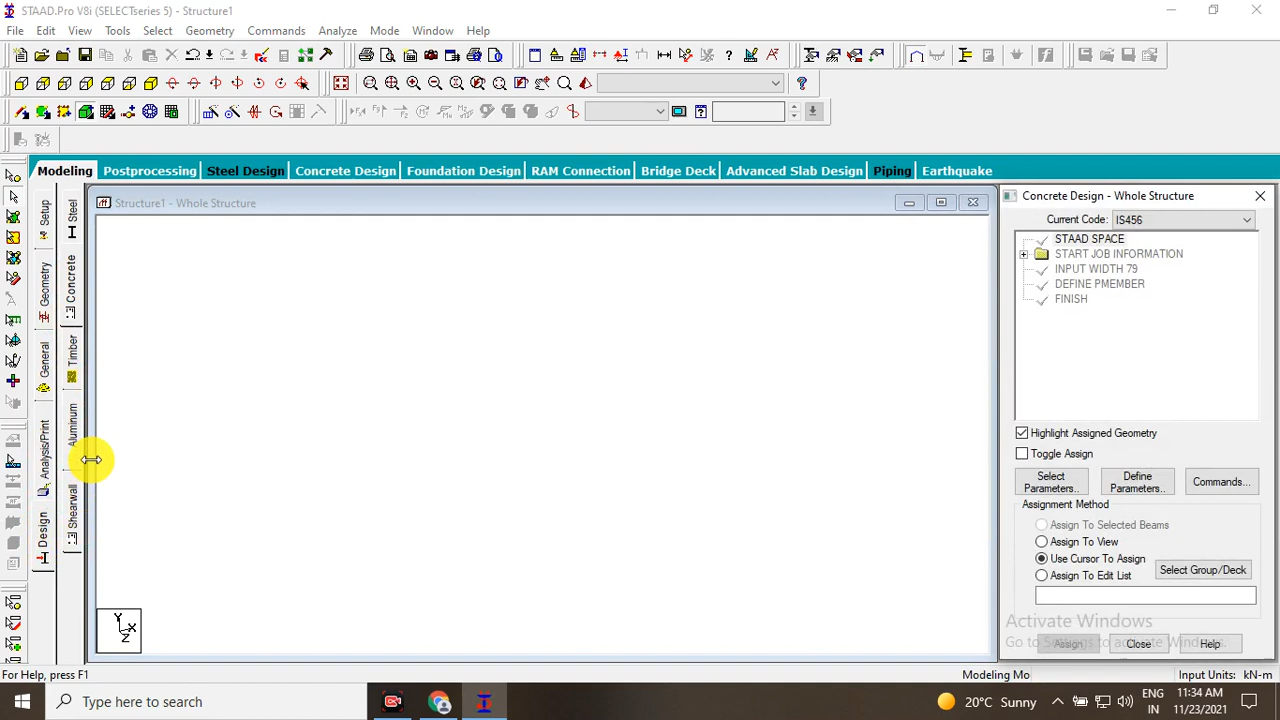 STAAD.Pro V8i (SELECTseries 5) - Structure1
File Edit View Tools Select Geometry Commands Analyze Mode Window Help
Modeling Postprocessing Steel Design Concrete Design Foundation Design RAM Connection Bridge Deck Advanced Slab Design Piping Earthquake
Setup
Geometry
General
Analysis/Print
Design
Steel
Concrete
Timber
Aluminum
Shearwall
Structure1 - Whole Structure
Y
X
Z
Concrete Design - Whole Structure
Current Code: IS456
STAAD SPACE
START JOB INFORMATION
INPUT WIDTH 79
DEFINE PMEMBER
FINISH
Highlight Assigned Geometry
Toggle Assign
Select Parameters..
Define Parameters..
Commands...
Assignment Method
Assign To Selected Beams
Assign To View
Use Cursor To Assign
Assign To Edit List
Select Group/Deck
Activate Windows
Go to Settings to activate Windows.
Assign Close Help
For Help, press F1
Modeling Mo
Input Units: kN-m
Type here to search
20°C Sunny
ENG
IN
11:34 AM
11/23/2021